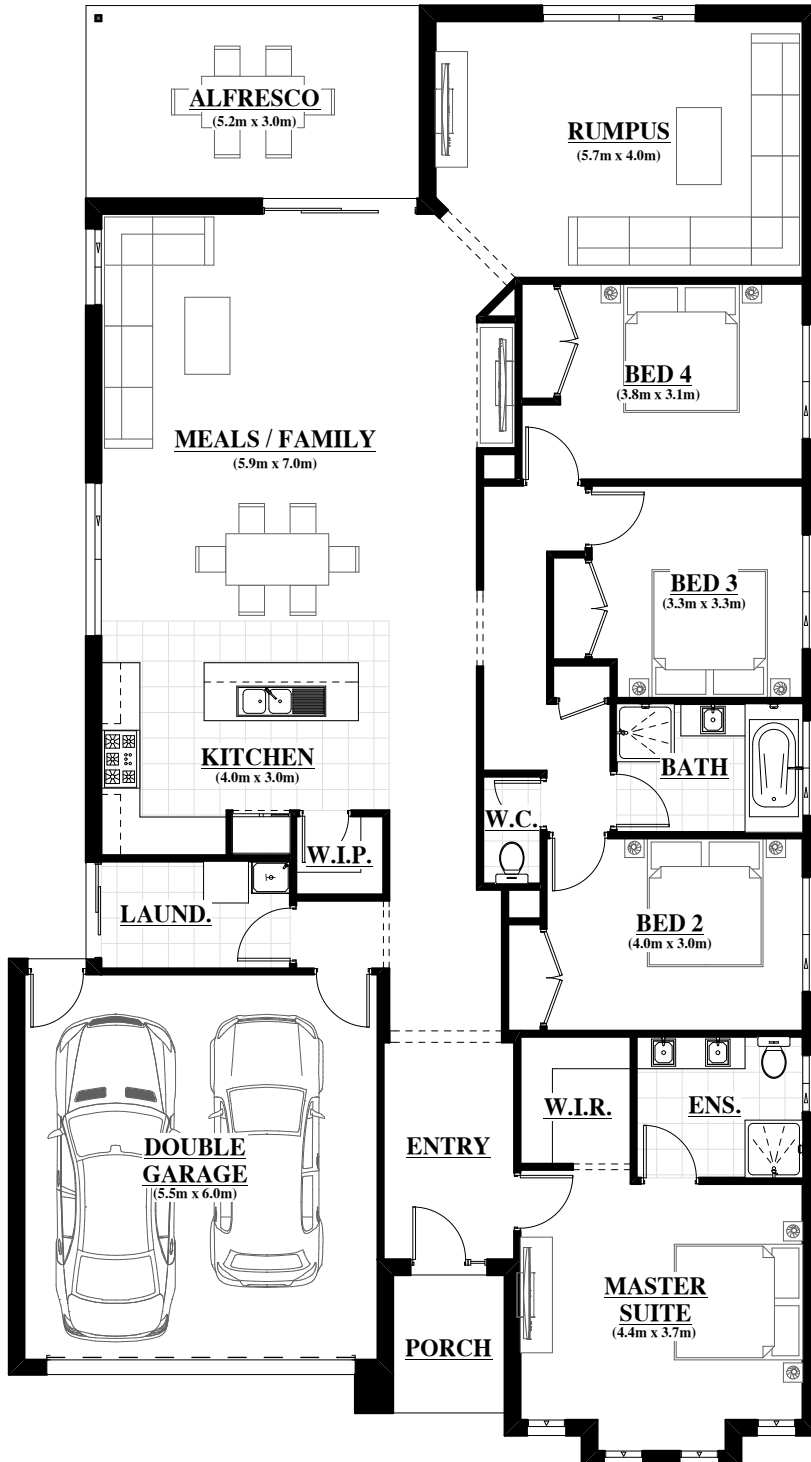 ALFRESCO
(5.2m x 3.0m)
RUMPUS
(5.7m x 4.0m)
BED 4
(3.8m x 3.1m)
MEALS / FAMILY
(5.9m x 7.0m)
BED 3
(3.3m x 3.3m)
KITCHEN
(4.0m x 3.0m)
BATH
W.C.
W.I.P.
LAUND.
BED 2
(4.0m x 3.0m)
W.I.R.
ENS.
DOUBLE
GARAGE
(5.5m x 6.0m)
ENTRY
MASTER
SUITE
(4.4m x 3.7m)
PORCH